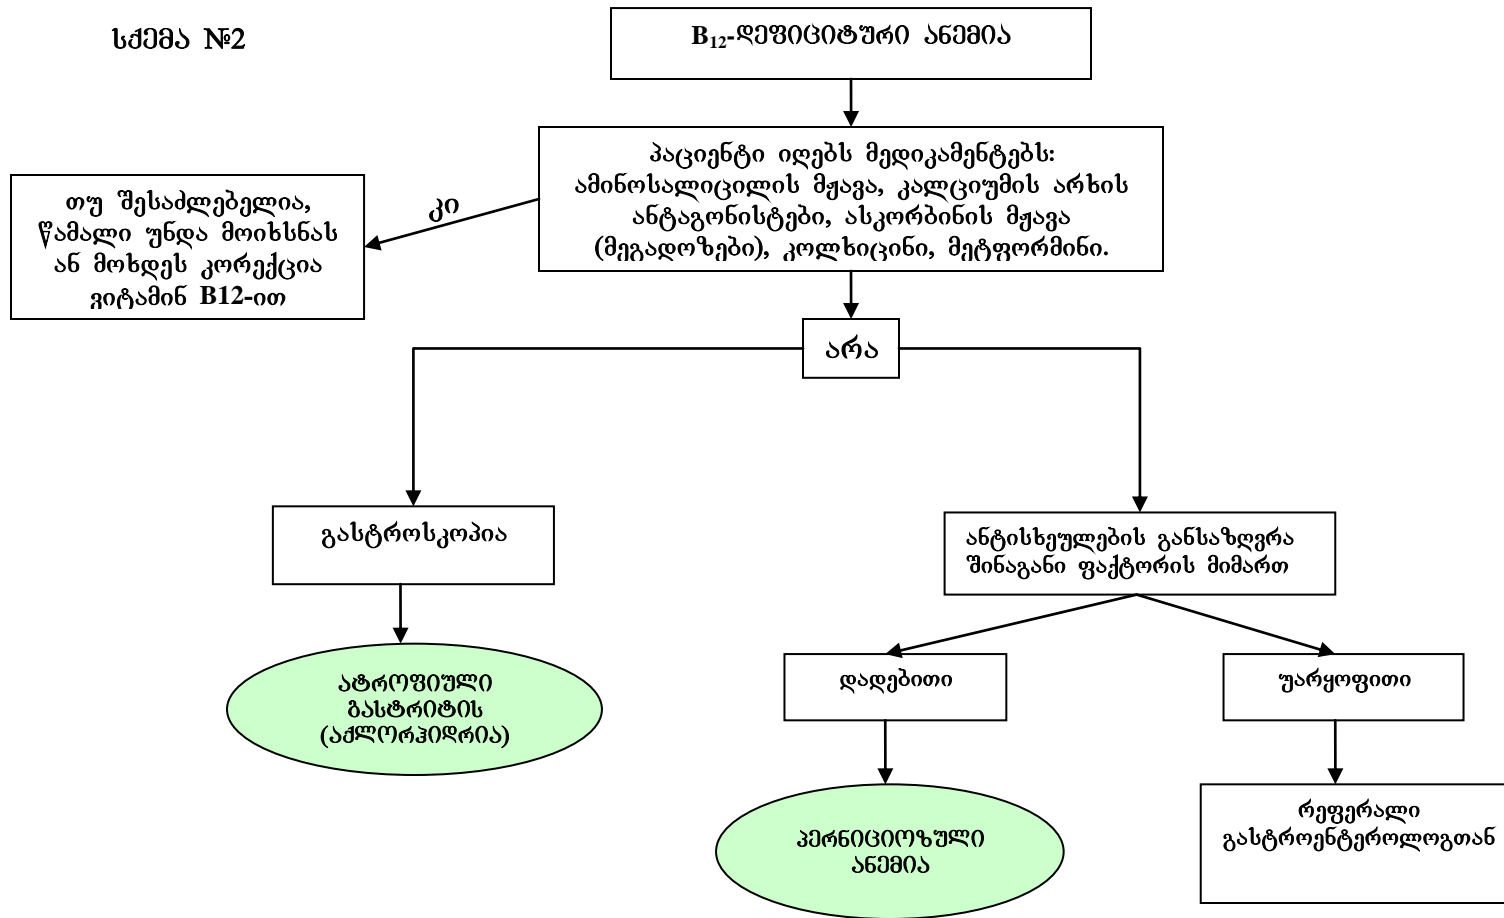 სქემა №2
B12-დეფიციტური ანემია
პაციენტი იღებს მედიკამენტებს:
ამინოსალიცილის მჟავა, კალციუმის არხის
ანტაგონისტები, ასკორბინის მჟავა
(მეგადოზები), კოლხიცინი, მეტფორმინი.
კი
თუ შესაძლებელია,
წამალი უნდა მოიხსნას
ან მოხდეს კორექცია
ვიტამინ B12-ით
არა
გასტროსკოპია
ანტისხეულების განსაზღვრა
შინაგანი ფაქტორის მიმართ
ატროფიული
გასტრიტის
(აქლორჰიდრია)
დადებითი
უარყოფითი
პერნიციოზული
ანემია
რეფერალი
გასტროენტეროლოგთან